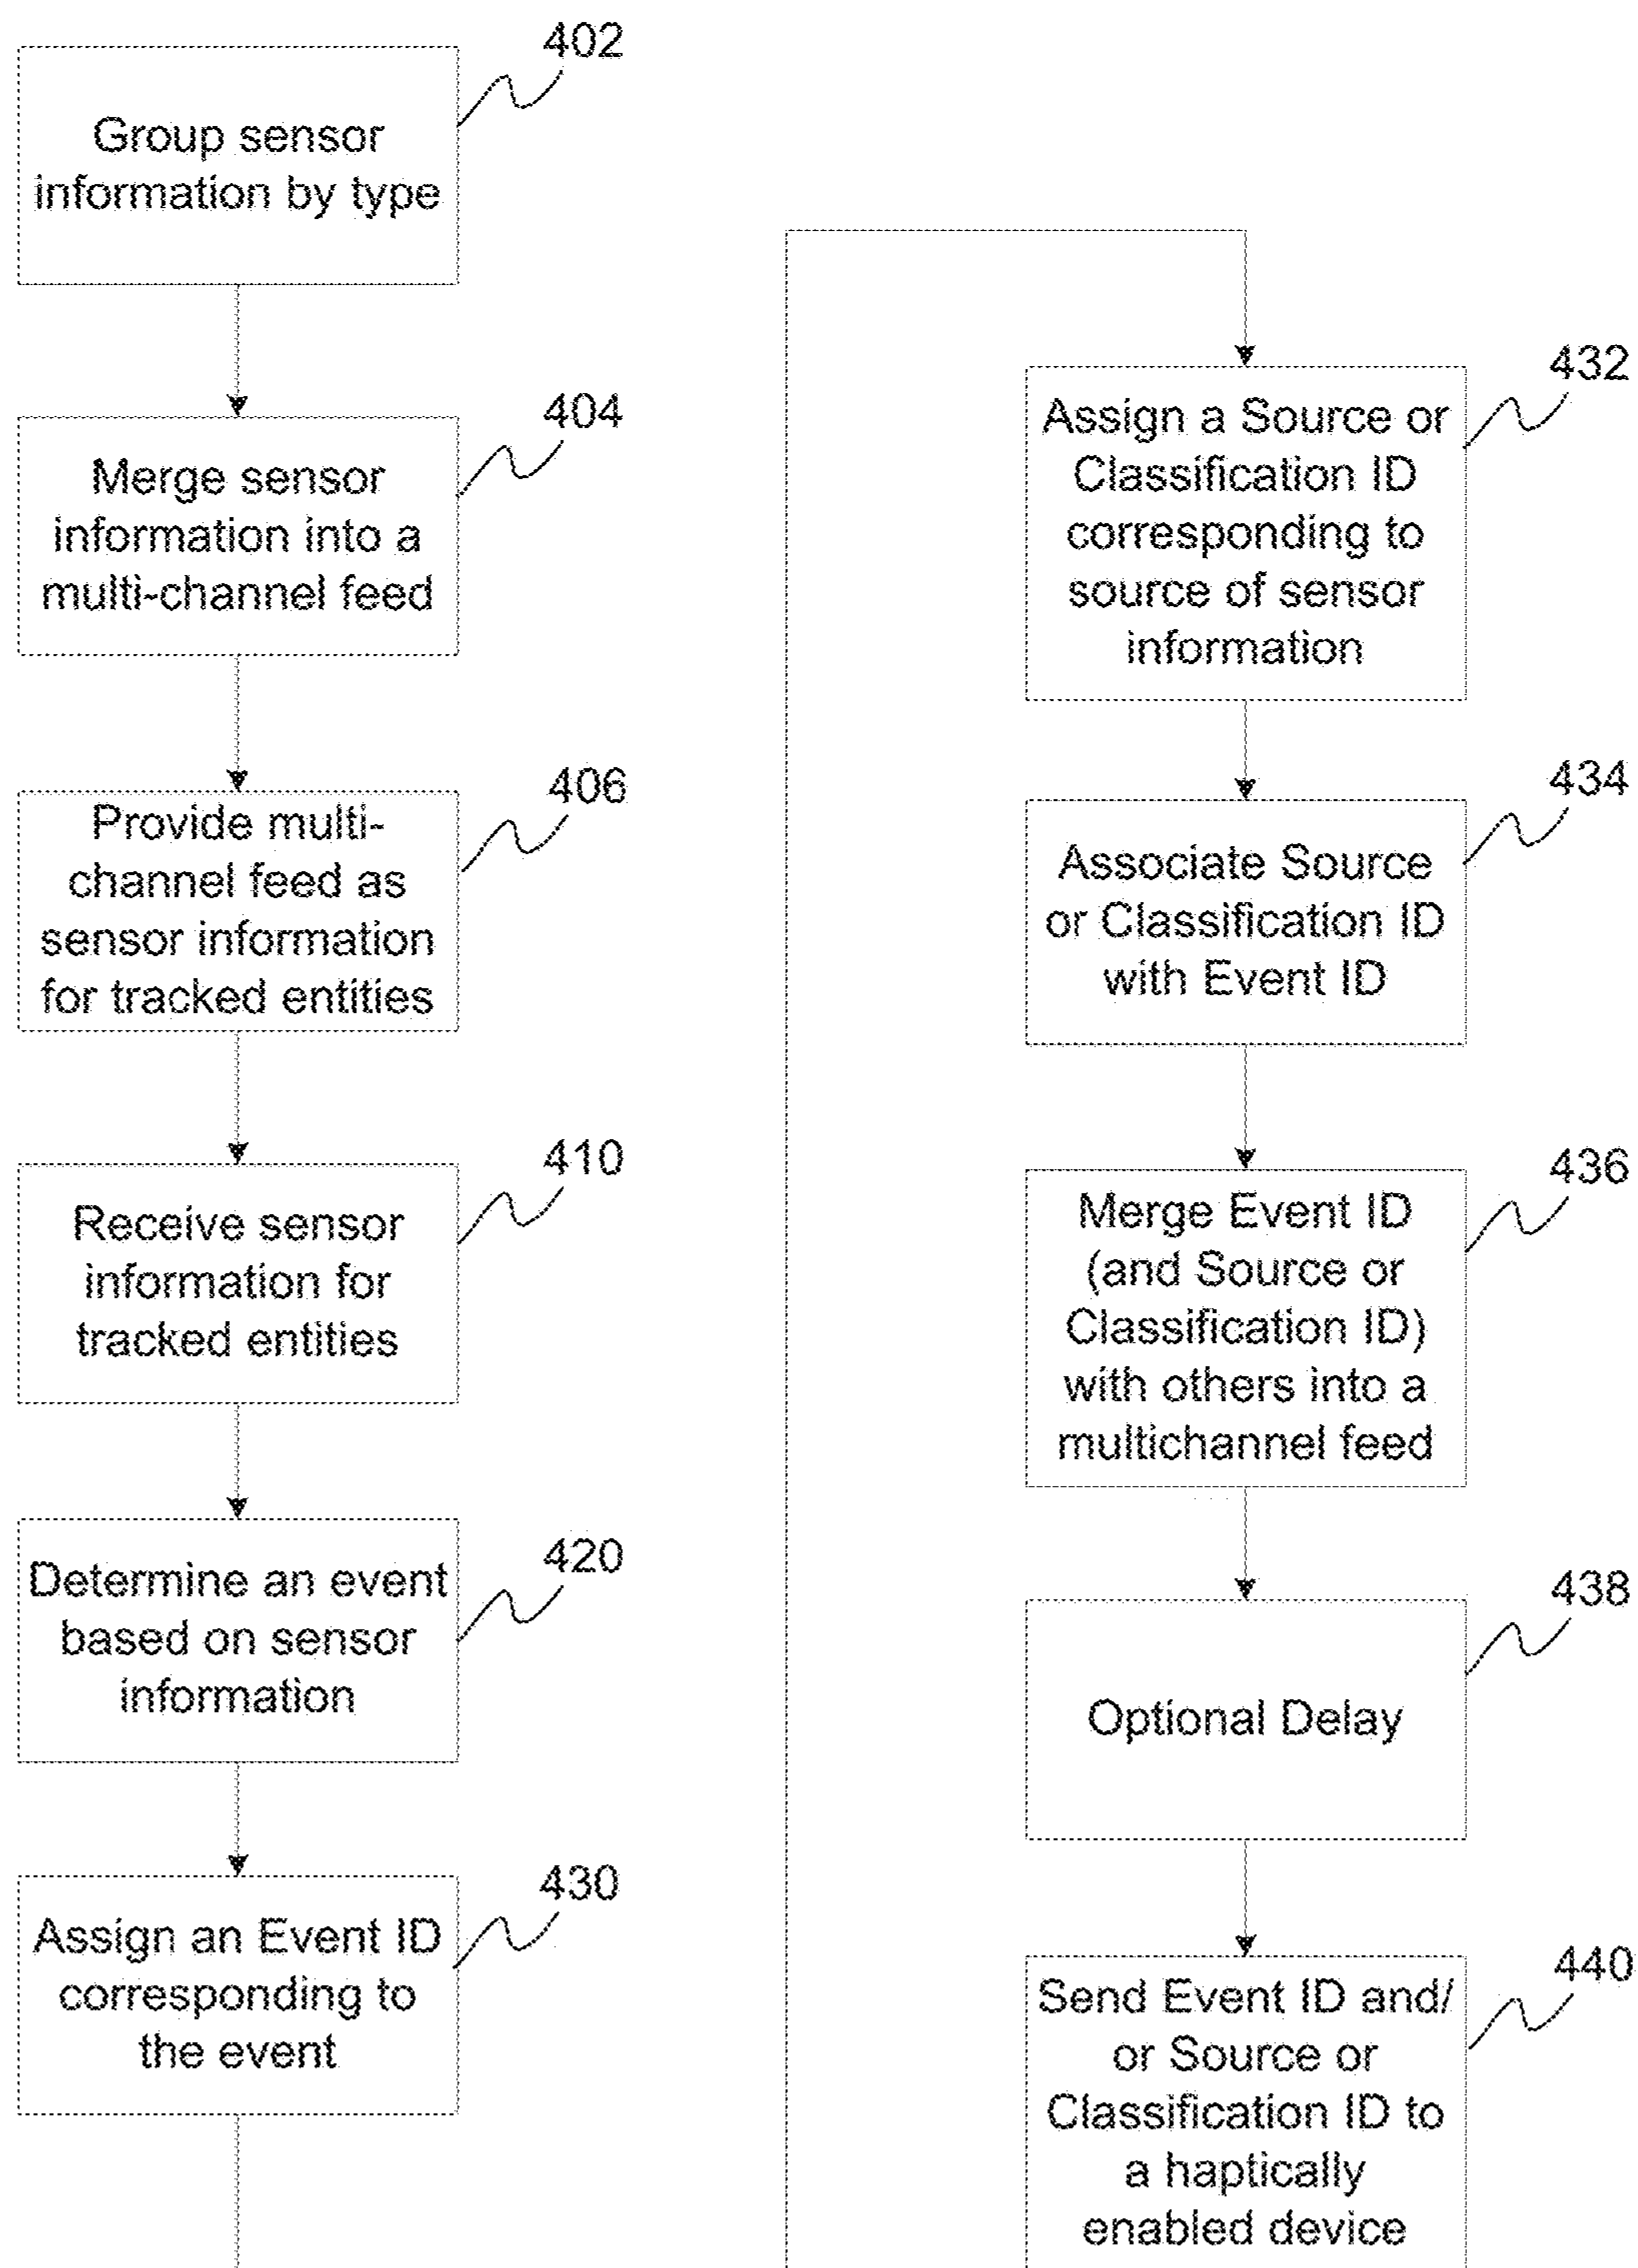 402
Group sensor
information by type
404
Merge sensor
information into a
multi-channel feed
406
Provide multi-
channel feed as
sensor information
for tracked entities
410
Receive sensor
information for
tracked entities
420
Determine an event
based on sensor
information
430
Assign an Event ID
corresponding to
the event
432
Assign a Source or
Classification ID
corresponding to
source of sensor
information
434
Associate Source
or Classification ID
with Event ID
436
Merge Event ID
(and Source or
Classification ID)
with others into a
multichannel feed
438
Optional Delay
440
Send Event ID and/
or Source or
Classification ID to
a haptically
enabled device